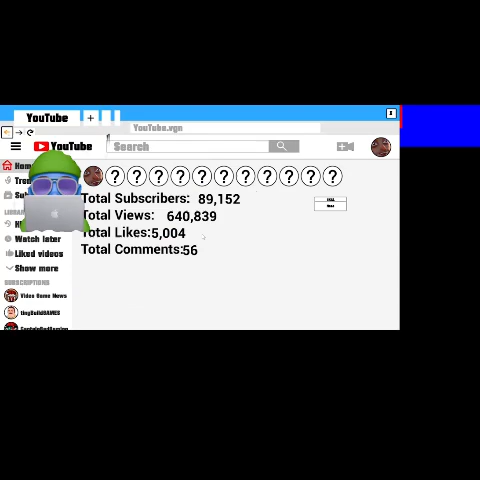 YouTube +
x
YouTube.vgn
YouTube
Search
Home
? ? ? ? ? ? ? ? ? ? ?
Total Subscribers: 89,152
Total Views: 640,839
Total Likes:5,004
Total Comments:56
Watch later
Liked videos
Show more
SUBSCRIPTIONS
Video Game News
tinyBuildGAMES